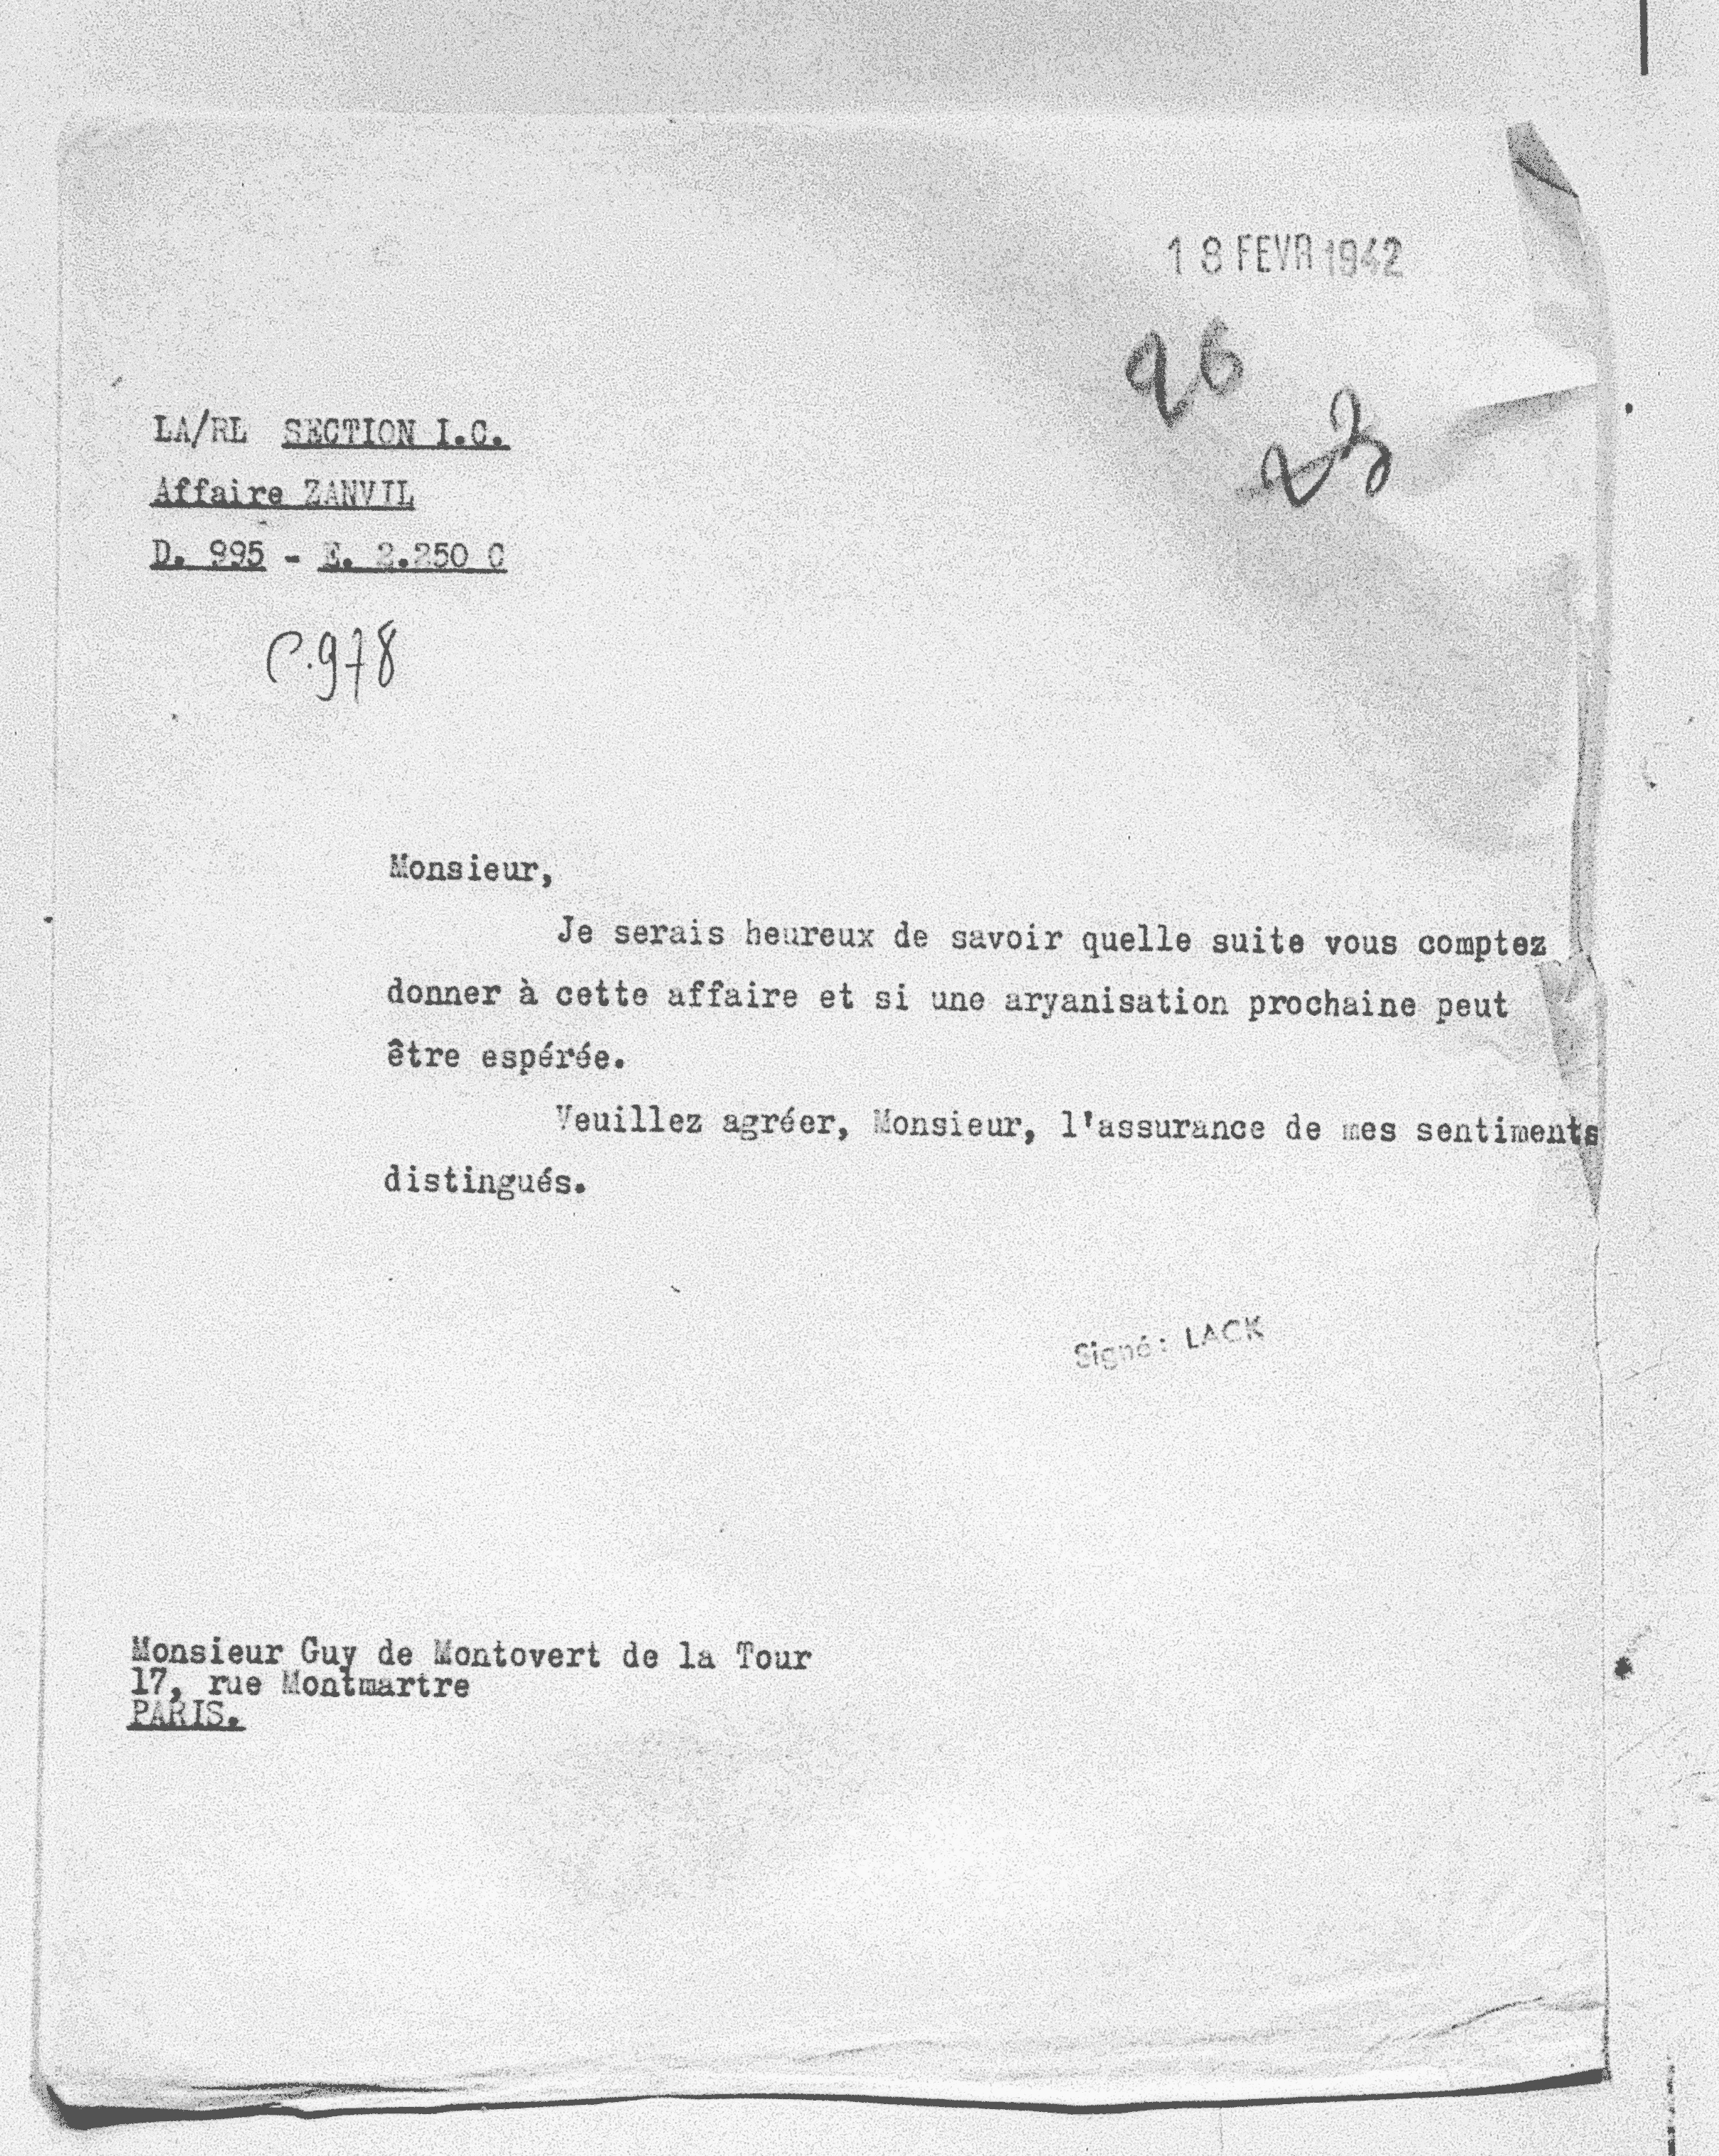 18 FEVR 1942
26
23
LA/RL SECTION I.C.
Affaire ZANVIL
D. 995 - E. 2.250 C
C.978
Monsieur,
Je serais heureux de savoir quelle suite vous comptez
donner à cette affaire et si une aryanisation prochaine peut
être espérée.
Veuillez agréer, Monsieur, l'assurance de mes sentiments
distingués.
Signé: LACK
Monsieur Guy de Montovert de la Tour
17, rue Montmartre
PARIS.